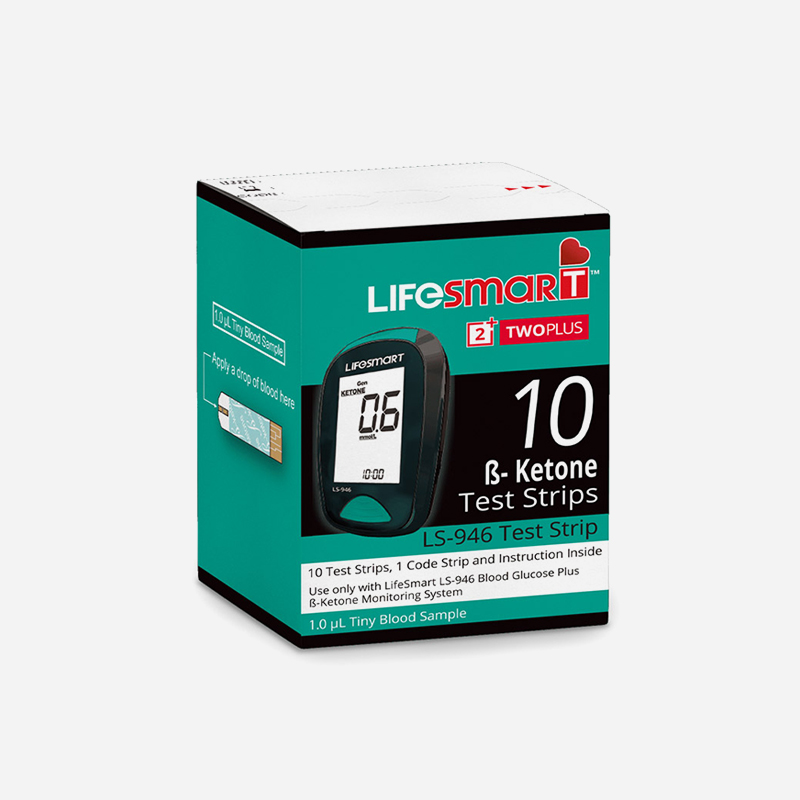 LIFESMART™
2+ TWOPLUS
10
ß- Ketone
Test Strips
LS-946 Test Strip
10 Test Strips, 1 Code Strip and Instruction Inside
Use only with LifeSmart LS-946 Blood Glucose Plus
ß-Ketone Monitoring System
1.0 µL Tiny Blood Sample
LIFESMART
Gen
KETONE
0.6
mmol/L
10:00
LS-946
1.0 µL Tiny Blood Sample
Apply a drop of blood here